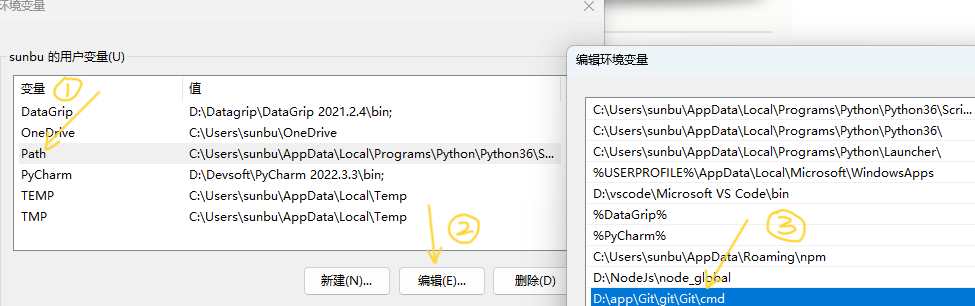 环境变量
sunbu 的用户变量(U)
变量 ①
值
DataGrip
D:\Datagrip\DataGrip 2021.2.4\bin;
OneDrive
C:\Users\sunbu\OneDrive
Path
C:\Users\sunbu\AppData\Local\Programs\Python\Python36\S...
PyCharm
D:\Devsoft\PyCharm 2022.3.3\bin;
TEMP
C:\Users\sunbu\AppData\Local\Temp
TMP
C:\Users\sunbu\AppData\Local\Temp
②
新建(N)...
编辑(E)...
删除(D)
编辑环境变量
C:\Users\sunbu\AppData\Local\Programs\Python\Python36\Scri...
C:\Users\sunbu\AppData\Local\Programs\Python\Python36\
C:\Users\sunbu\AppData\Local\Programs\Python\Launcher\
%USERPROFILE%\AppData\Local\Microsoft\WindowsApps
D:\vscode\Microsoft VS Code\bin
%DataGrip%
%PyCharm%
③
C:\Users\sunbu\AppData\Roaming\npm
D:\NodeJs\node_global
D:\app\Git\git\Git\cmd